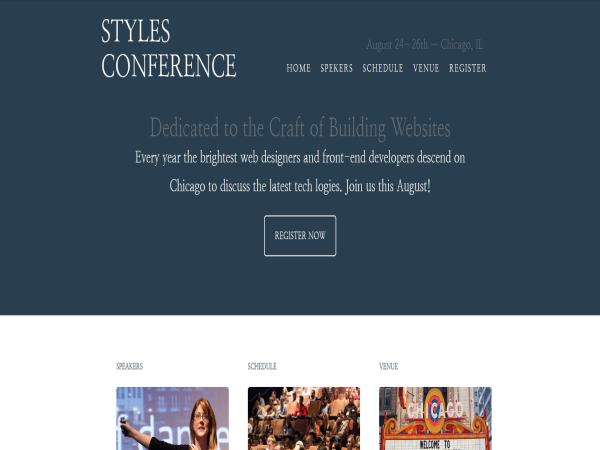 STYLES
CONFERENCE
August 24-26th — Chicago, IL
HOME SPEKERS SCHEDULE VENUE REGISTER
Dedicated to the Craft of Building Websites
Every year the brightest web designers and front-end developers descend on
Chicago to discuss the latest tech logies. Join us this August!
REGISTER NOW
SPEAKERS SCHEDULE VENUE
CHICAGO
WELCOME TO